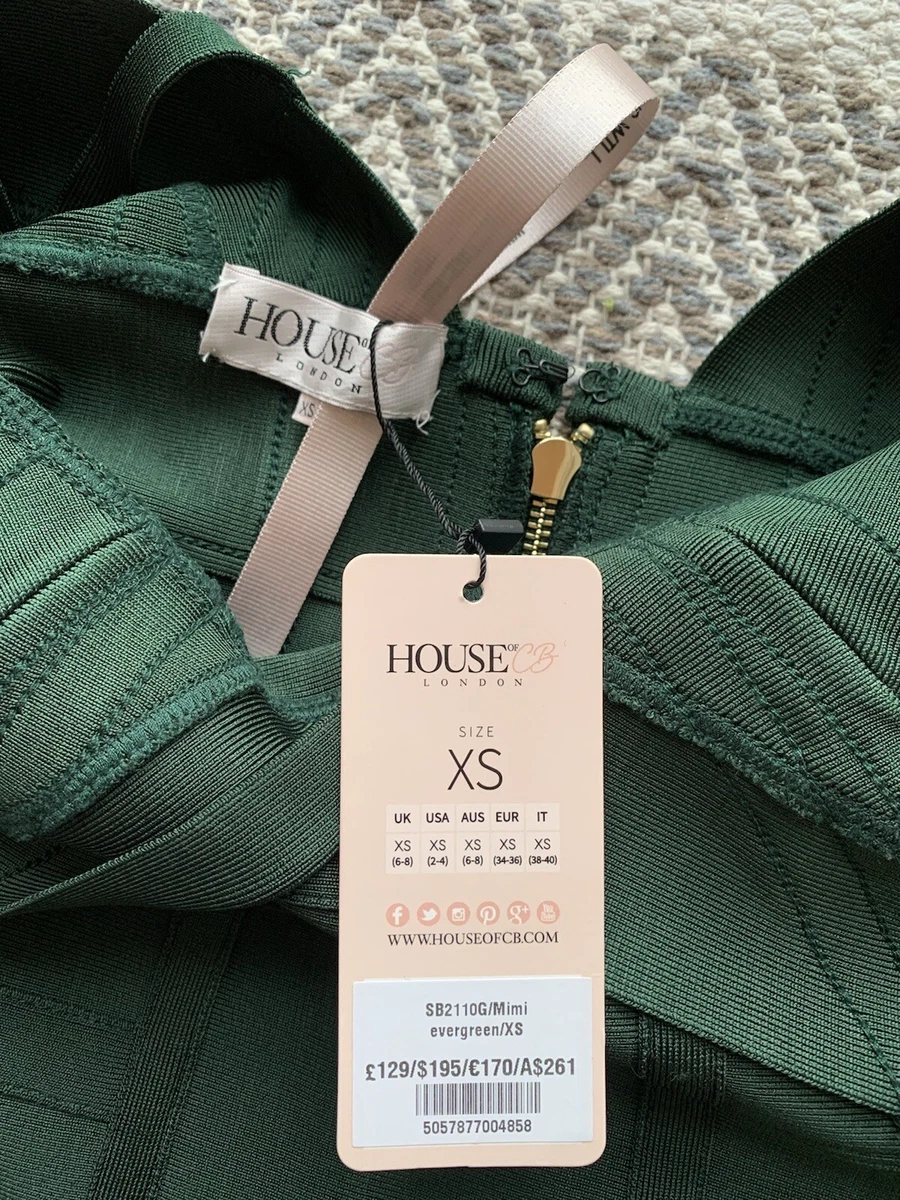 HOUSE OF CB
LONDON
XS
HOUSE OF CB
LONDON
SIZE
XS
UK USA AUS EUR IT
XS XS XS XS XS
(6-8) (2-4) (6-8) (34-36) (38-40)
WWW.HOUSEOFCB.COM
SB2110G/Mimi
evergreen/XS
£129/$195/€170/A$261
5057877004858